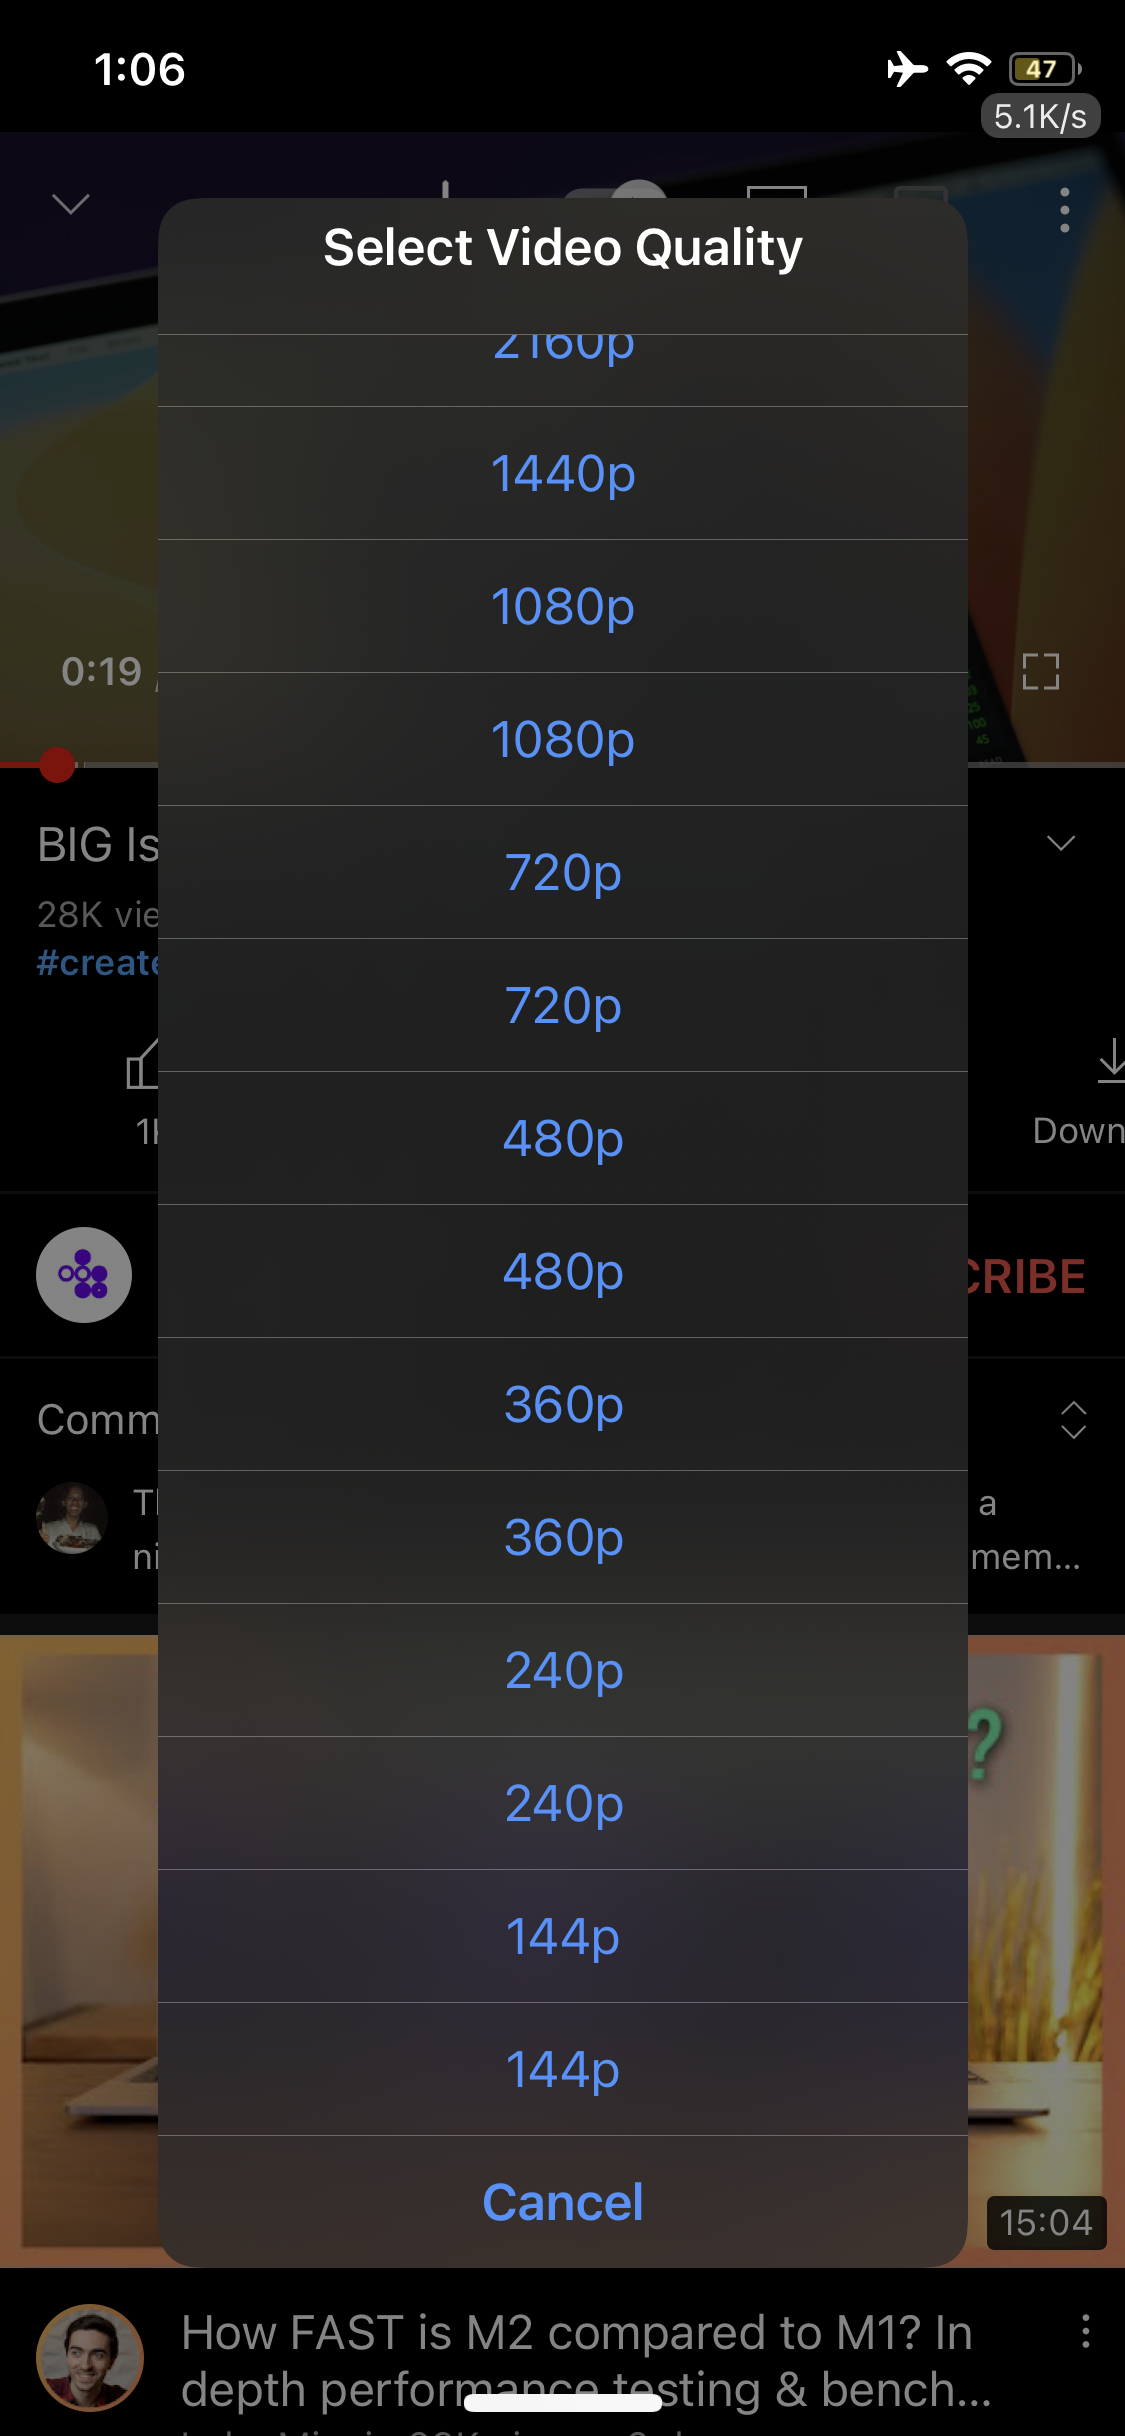 1:06
47
5.1K/s
Select Video Quality
2160p
1440p
1080p
0:19
1080p
720p
BIG Is
28K vie
#create
720p
480p
1K
Down
480p
CRIBE
360p
Comm
360p
a
ni
mem...
240p
?
240p
144p
144p
Cancel
15:04
How FAST is M2 compared to M1? In
depth performance testing & bench...